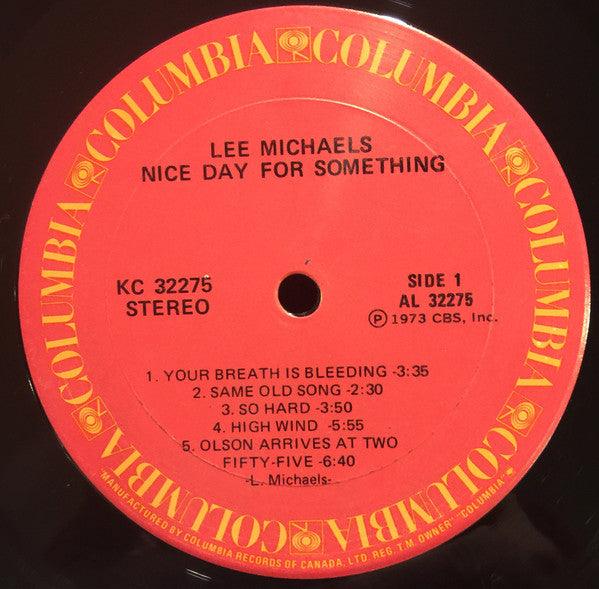 COLUMBIA COLUMBIA COLUMBIA COLUMBIA COLUMBIA COLUMBIA
LEE MICHAELS
NICE DAY FOR SOMETHING
KC 32275
STEREO
SIDE 1
AL 32275
Ⓟ 1973 CBS, Inc.
1. YOUR BREATH IS BLEEDING -3:35
2. SAME OLD SONG -2:30
3. SO HARD -3:50
4. HIGH WIND -5:55
5. OLSON ARRIVES AT TWO
FIFTY-FIVE -6:40
-L. Michaels-
"MANUFACTURED BY COLUMBIA RECORDS OF CANADA, LTD. REG. T.M. OWNER" "COLUMBIA"